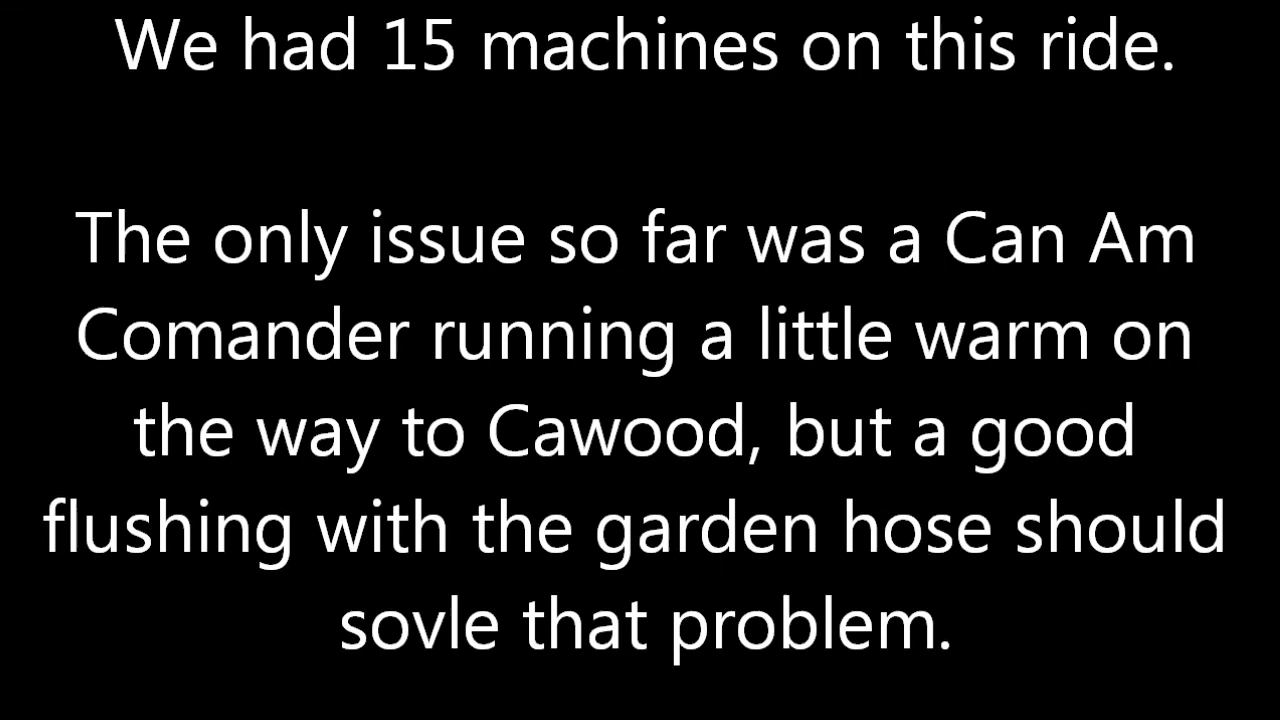 We had 15 machines on this ride.
The only issue so far was a Can Am
Comander running a little warm on
the way to Cawood, but a good
flushing with the garden hose should
sovle that problem.